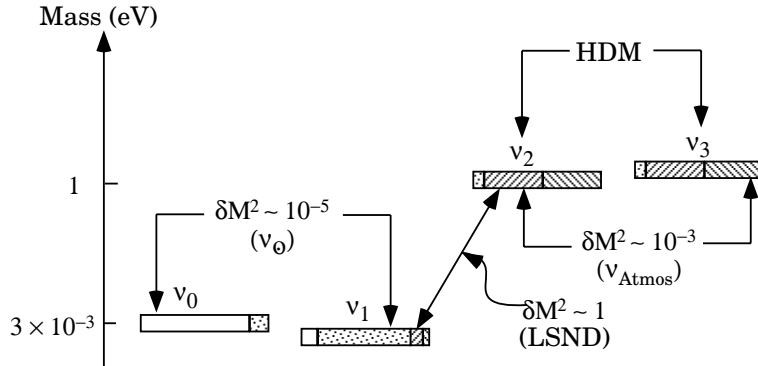 Mass (eV)
HDM
ν₂
ν₃
1
δM² ~ 10⁻⁵
(ν⊙)
δM² ~ 10⁻³
(νAtmos)
ν₀
ν₁
3 × 10⁻³
δM² ~ 1
(LSND)